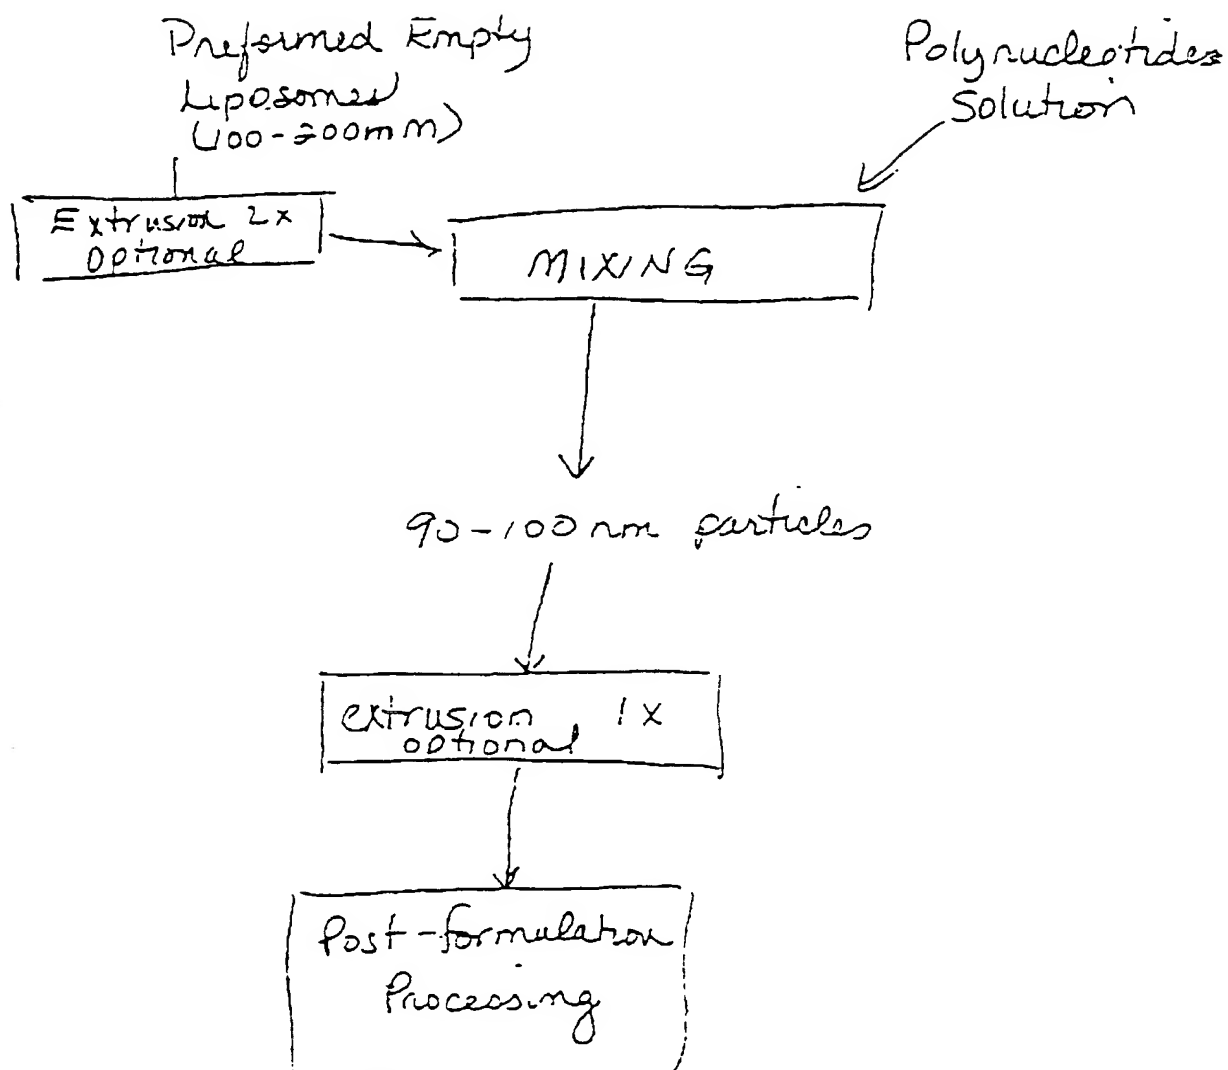 Preformed Empty
Liposomes
(100-200mm)
Polynucleotides
Solution
Extrusion 2x
Optional
MIXING
90-100 nm particles
extrusion 1x
optional
Post-formulation
Processing